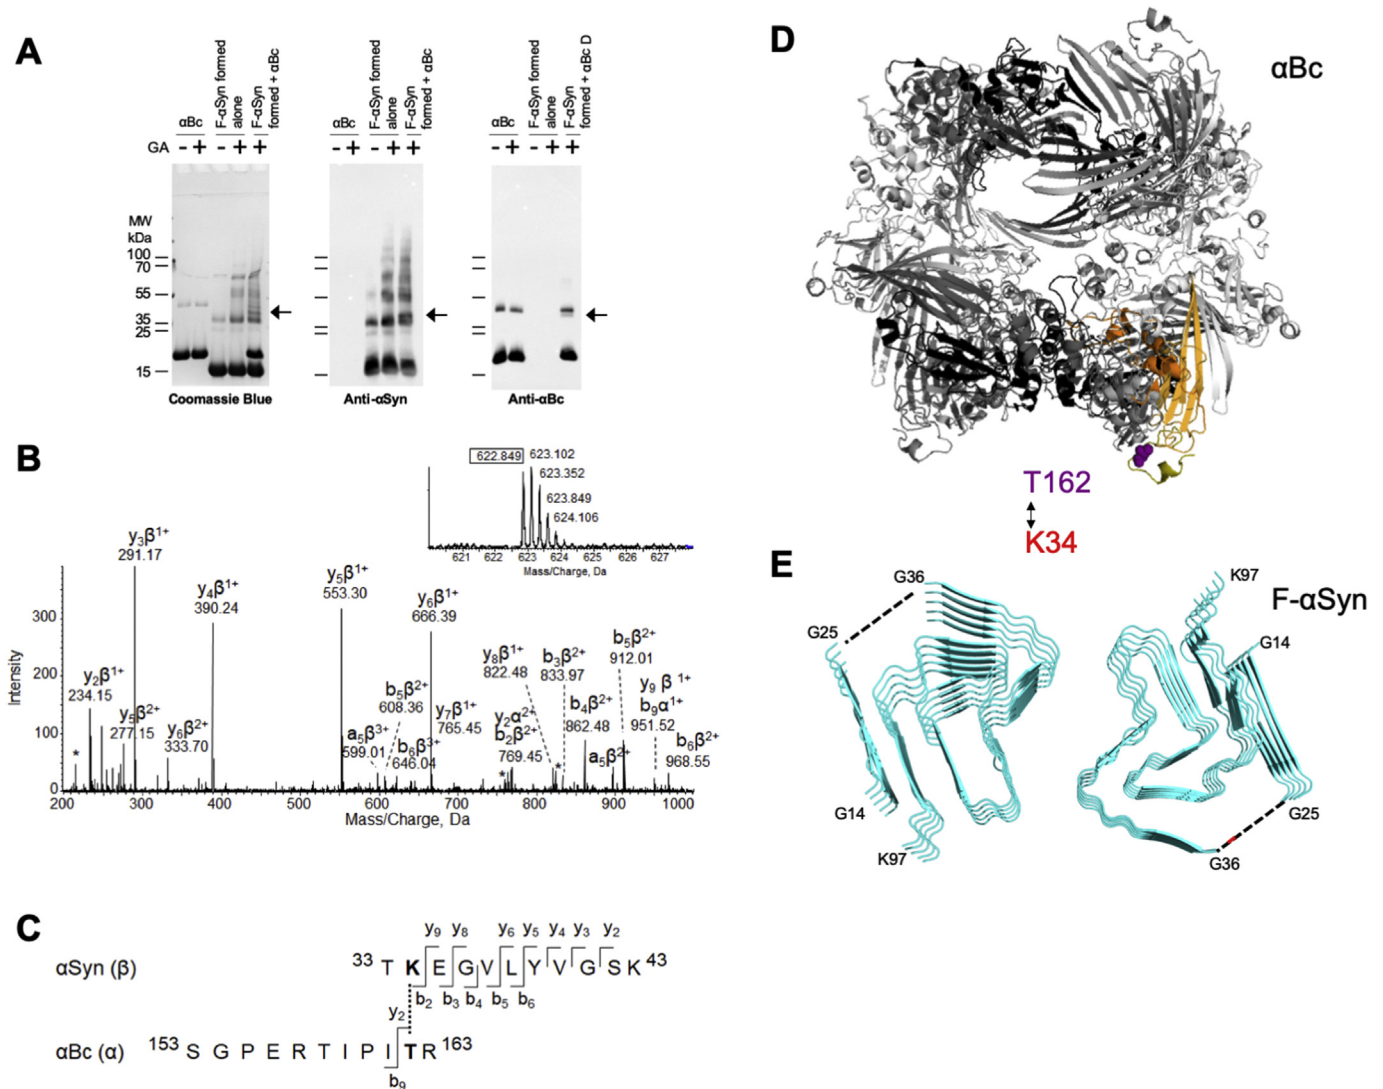 A
αBc
F-αSyn formed
alone
F-αSyn
formed + αBc
αBc
F-αSyn formed
alone
F-αSyn
formed + αBc
αBc
F-αSyn formed
alone
F-αSyn
formed + αBc D
GA - + - + + - + - + + - + - + +
MW
kDa
100
70
55
35
25
15
Coomassie Blue
Anti-αSyn
Anti-αBc
B
622.849
623.102
623.352
623.849
624.106
621 622 623 624 625 626 627
Mass/Charge, Da
y3β1+
291.17
y4β1+
390.24
y5β1+
553.30
y6β1+
666.39
y2β1+
234.15
y5β2+
277.15
y6β2+
333.70
a5β3+
599.01
b5β2+
608.36
b6β3+
646.04
y7β1+
765.45
y2α2+
b2β2+
769.45
y8β1+
822.48
b3β2+
833.97
b4β2+
862.48
a5β2+
b5β2+
912.01
y9 β 1+
b9α1+
951.52
b6β2+
968.55
*
*
*
Intensity
300
200
100
0
200 300 400 500 600 700 800 900 1000
Mass/Charge, Da
C
y9 y8 y6 y5 y4 y3 y2
αSyn (β) 33 T K E G V L Y V G S K 43
b2 b3 b4 b5 b6
y2
αBc (α) 153 S G P E R T I P I T R 163
b9
D
αBc
T162
K34
E
F-αSyn
G36
G25
G14
K97
K97
G14
G25
G36